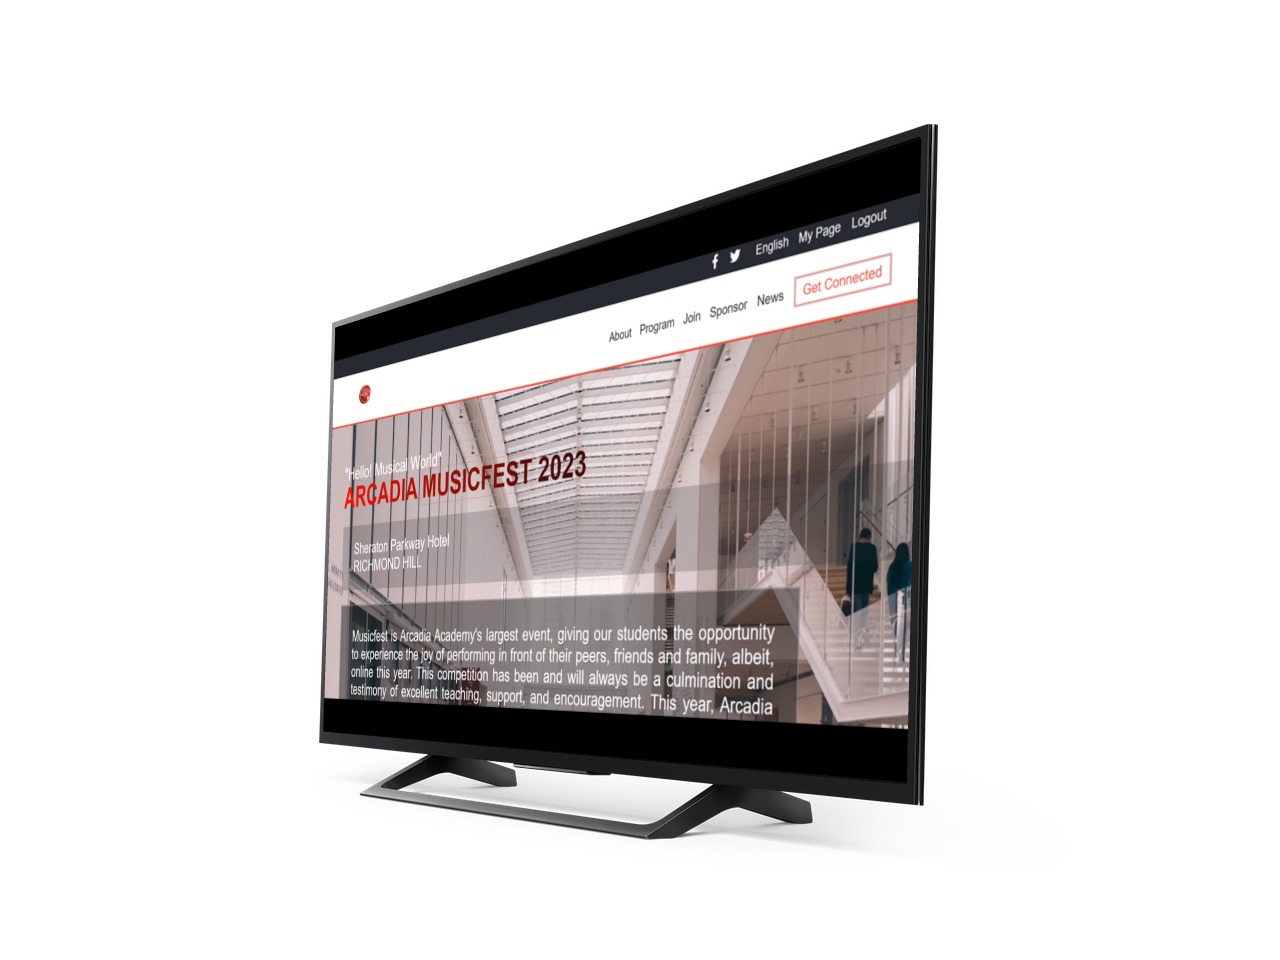 English My Page Logout
About Program Join Sponsor News Get Connected
"Hello! Musical World"
ARCADIA MUSICFEST 2023
Sheraton Parkway Hotel
RICHMOND HILL
Musicfest is Arcadia Academy's largest event, giving our students the opportunity
to experience the joy of performing in front of their peers, friends and family, albeit,
online this year. This competition has been and will always be a culmination and
testimony of excellent teaching, support, and encouragement. This year, Arcadia